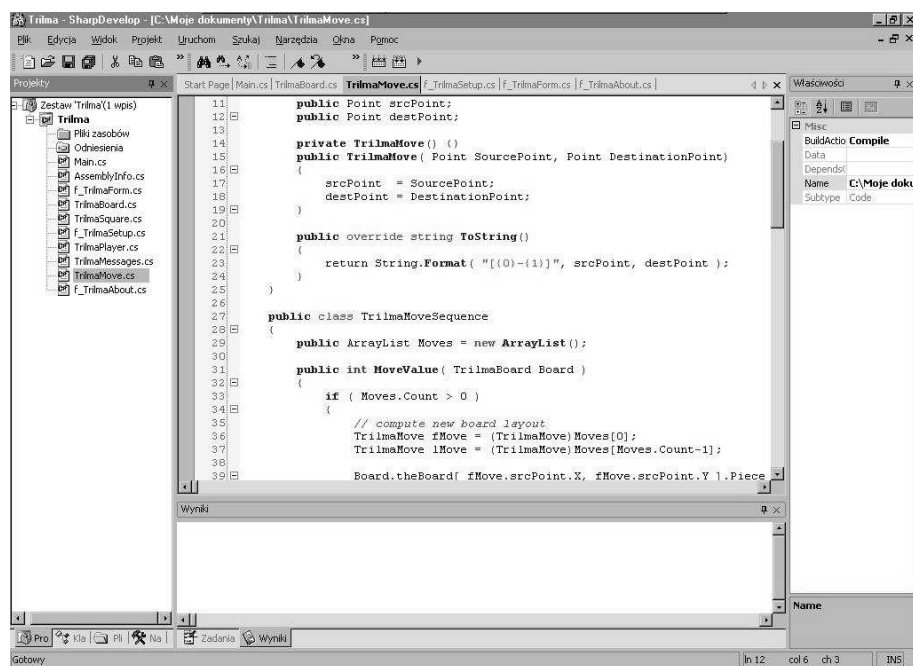 Trilma - SharpDevelop - [C:\Moje dokumenty\Trilma\TrilmaMove.cs]
Plik Edycja Widok Projekt Uruchom Szukaj Narzędzia Okna Pomoc
Projekty
Zestaw 'Trilma'(1 wpis)
Trilma
Pliki zasobów
Odniesienia
Main.cs
AssemblyInfo.cs
f_TrilmaForm.cs
TrilmaBoard.cs
TrilmaSquare.cs
f_TrilmaSetup.cs
TrilmaPlayer.cs
TrilmaMessages.cs
TrilmaMove.cs
f_TrilmaAbout.cs
Pro Kla Pli Na
Start Page Main.cs TrilmaBoard.cs TrilmaMove.cs f_TrilmaSetup.cs f_TrilmaForm.cs f_TrilmaAbout.cs
11 public Point srcPoint;
12 public Point destPoint;
13
14 private TrilmaMove() {}
15 public TrilmaMove( Point SourcePoint, Point DestinationPoint)
16 {
17 srcPoint = SourcePoint;
18 destPoint = DestinationPoint;
19 }
20
21 public override string ToString()
22 {
23 return String.Format( "[{0}-{1}]", srcPoint, destPoint );
24 }
25 }
26
27 public class TrilmaMoveSequence
28 {
29 public ArrayList Moves = new ArrayList();
30
31 public int MoveValue( TrilmaBoard Board )
32 {
33 if ( Moves.Count > 0 )
34 {
35 // compute new board layout
36 TrilmaMove fMove = (TrilmaMove)Moves[0];
37 TrilmaMove lMove = (TrilmaMove)Moves[Moves.Count-1];
38
39 Board.theBoard[ fMove.srcPoint.X, fMove.srcPoint.Y ].Piece
Wyniki
Zadania Wyniki
Właściwości
Misc
BuildActio Compile
Data
Depends(
Name C:\Moje doku
Subtype Code
Name
Gotowy
ln 12 col 6 ch 3 INS